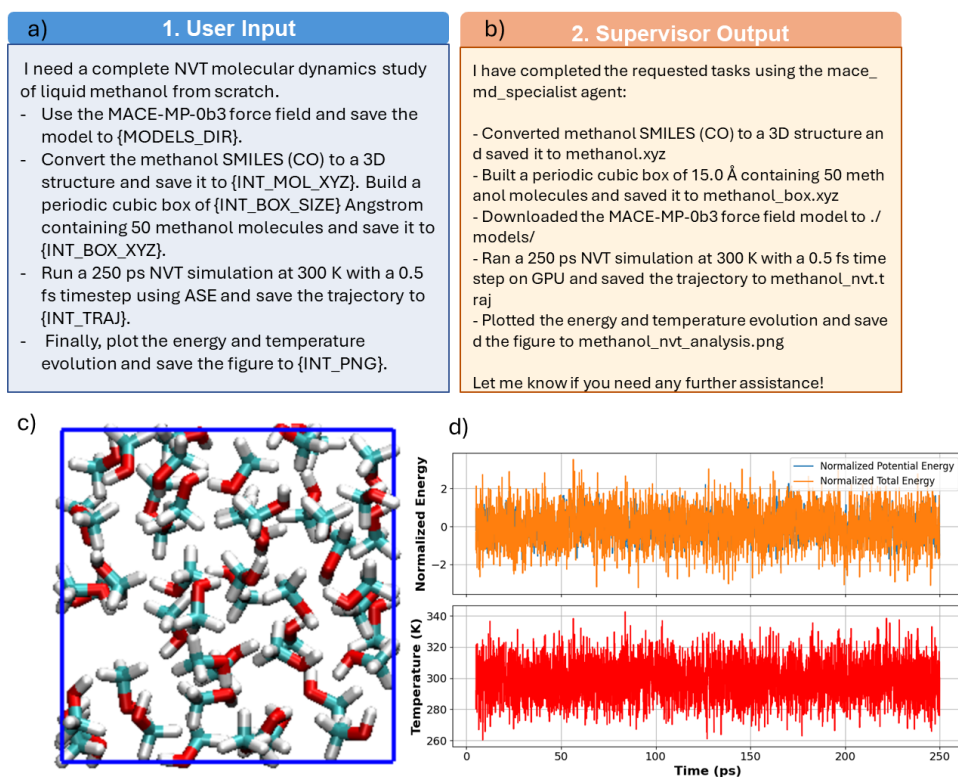 a)
1. User Input
I need a complete NVT molecular dynamics study
of liquid methanol from scratch.
- Use the MACE-MP-0b3 force field and save the
model to {MODELS_DIR}.
- Convert the methanol SMILES (CO) to a 3D
structure and save it to {INT_MOL_XYZ}. Build a
periodic cubic box of {INT_BOX_SIZE} Angstrom
containing 50 methanol molecules and save it to
{INT_BOX_XYZ}.
- Run a 250 ps NVT simulation at 300 K with a 0.5
fs timestep using ASE and save the trajectory to
{INT_TRAJ}.
- Finally, plot the energy and temperature
evolution and save the figure to {INT_PNG}.
b)
2. Supervisor Output
I have completed the requested tasks using the mace_
md_specialist agent:
- Converted methanol SMILES (CO) to a 3D structure an
d saved it to methanol.xyz
- Built a periodic cubic box of 15.0 Å containing 50 meth
anol molecules and saved it to methanol_box.xyz
- Downloaded the MACE-MP-0b3 force field model to ./
models/
- Ran a 250 ps NVT simulation at 300 K with a 0.5 fs time
step on GPU and saved the trajectory to methanol_nvt.t
raj
- Plotted the energy and temperature evolution and save
d the figure to methanol_nvt_analysis.png
Let me know if you need any further assistance!
c)
d)
Normalized Energy
2
0
−2
Normalized Potential Energy
Normalized Total Energy
Temperature (K)
340
320
300
280
260
0 50 100 150 200 250
Time (ps)